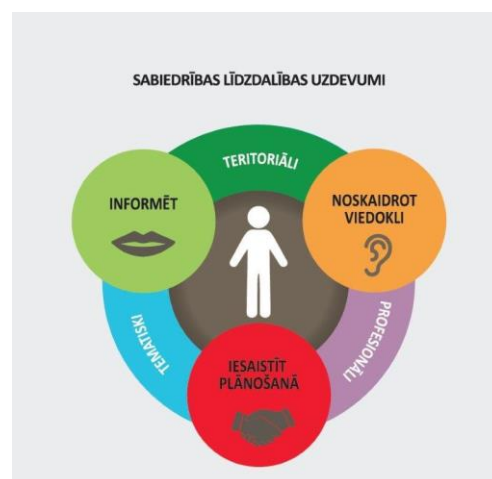 SABIEDRĪBAS LĪDZDALĪBAS UZDEVUMI
TERITORIĀLI
INFORMĒT
NOSKAIDROT
VIEDOKLI
TEMATISKI
PROFESIONĀLI
IESAISTĪT
PLĀNOŠANĀ